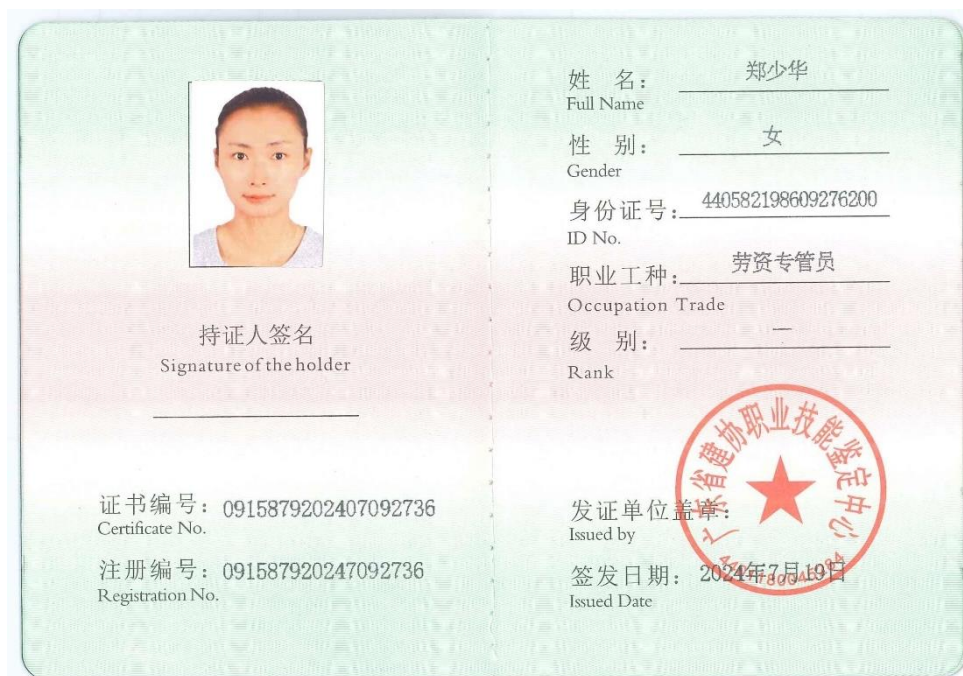 持证人签名
Signature of the holder
证书编号：0915879202407092736
Certificate No.
注册编号：091587920247092736
Registration No.
姓 名： 郑少华
Full Name
性 别： 女
Gender
身份证号：440582198609276200
ID No.
职业工种：劳资专管员
Occupation Trade
级 别：
Rank
发证单位盖章：
Issued by
签发日期：2024年7月19日
Issued Date
广东省建协职业技能鉴定中心